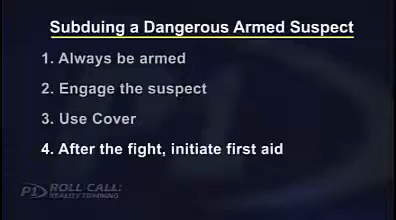 Subduing a Dangerous Armed Suspect
1. Always be armed
2. Engage the suspect
3. Use Cover
4. After the fight, initiate first aid
P1 ROLL CALL:
REALITY TRAINING